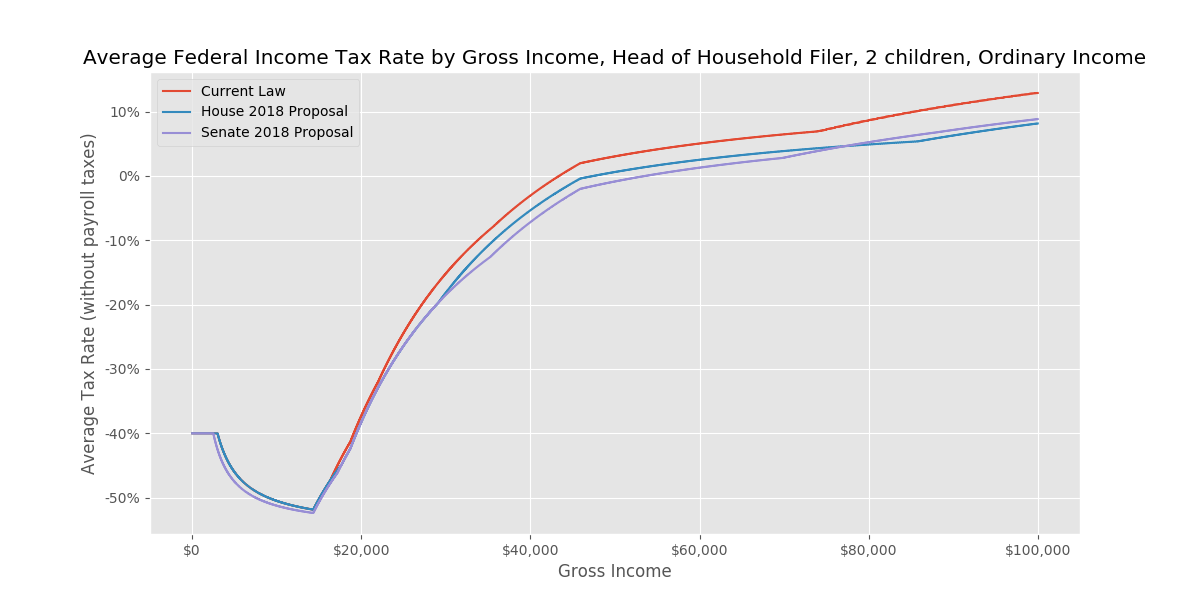 Average Federal Income Tax Rate by Gross Income, Head of Household Filer, 2 children, Ordinary Income
Current Law
House 2018 Proposal
Senate 2018 Proposal
Average Tax Rate (without payroll taxes)
10%
0%
-10%
-20%
-30%
-40%
-50%
$0
$20,000
$40,000
$60,000
$80,000
$100,000
Gross Income